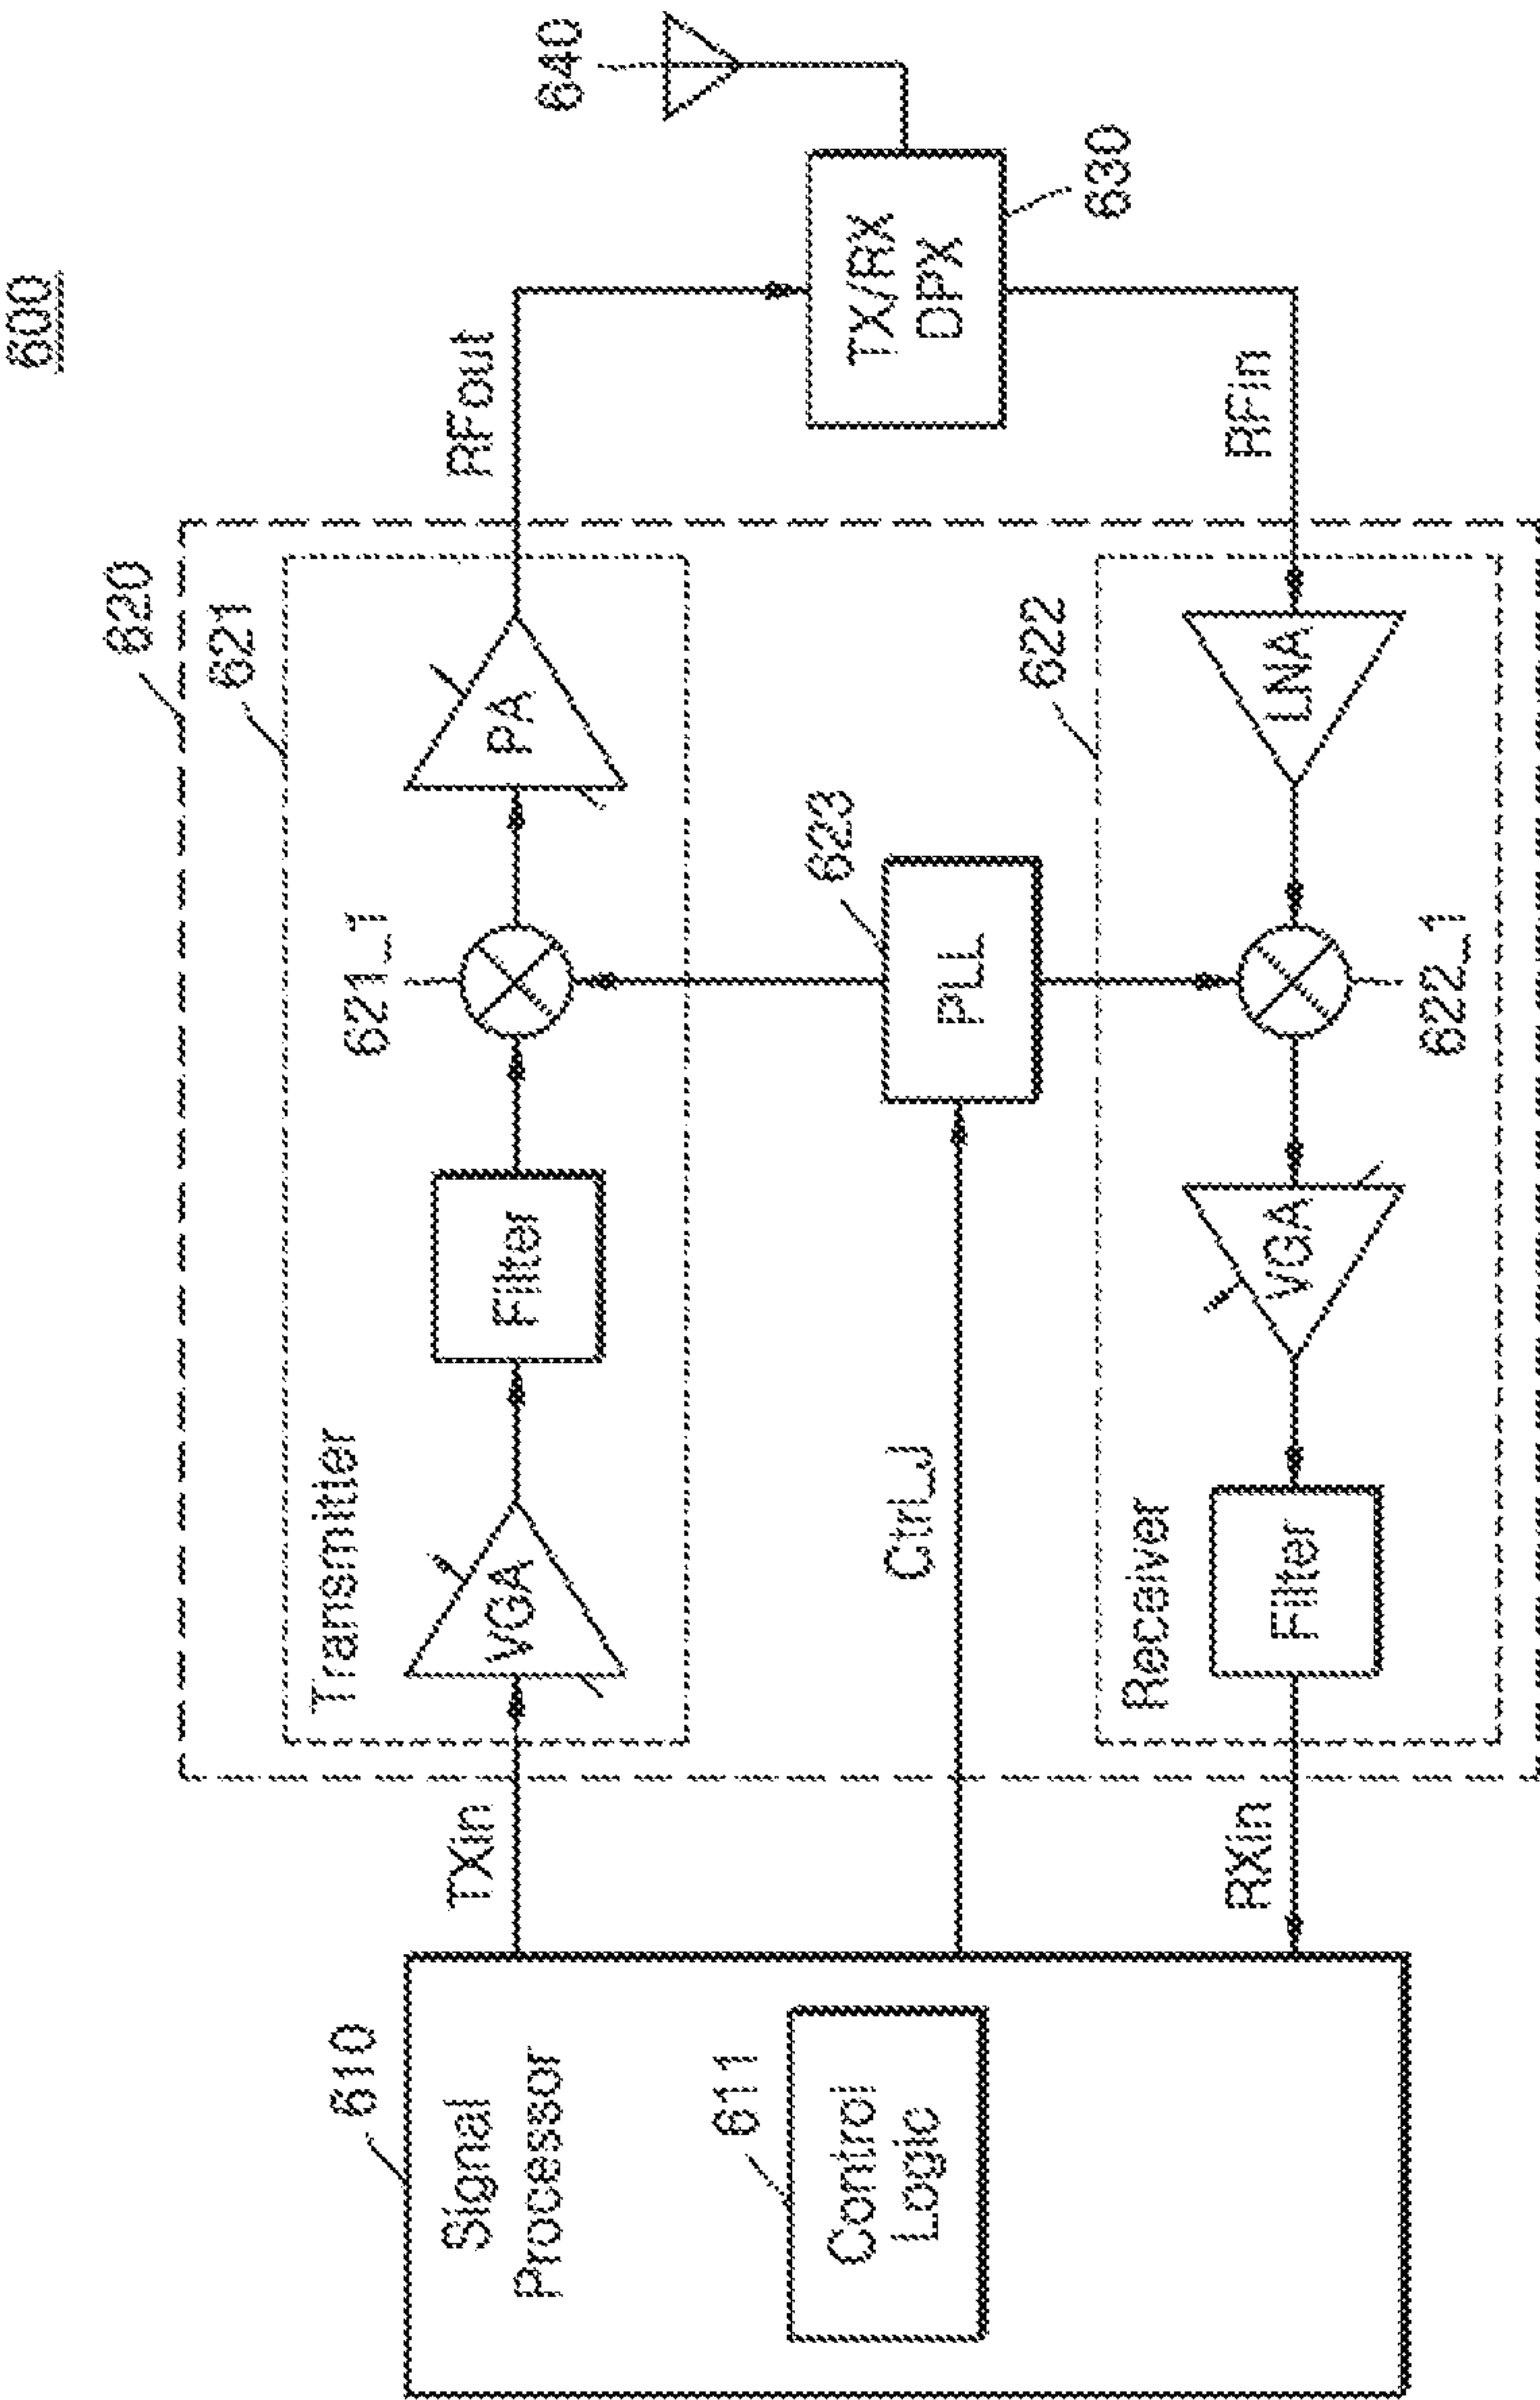 600
610
Signal
Processor
611
Control
Logic
TXin
Ctrl_J
RXin
620
621
Transmitter
VGA
Filter
621_1
PA
623
PLL
622
Receiver
Filter
VGA
622_1
LNA
RFout
RFin
TX/RX
DPX
630
640